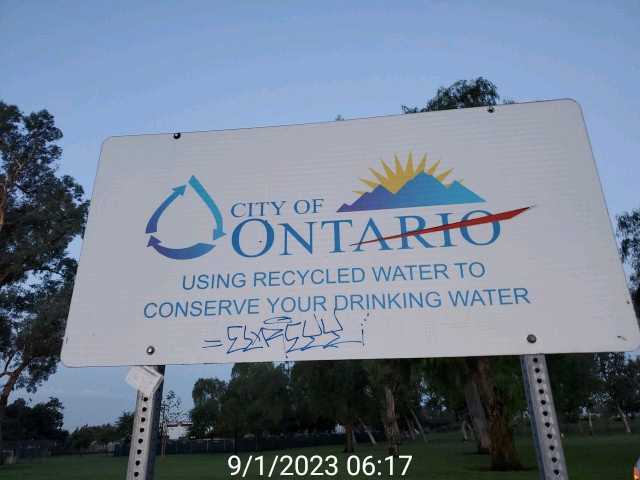 CITY OF
ONTARIO
USING RECYCLED WATER TO
CONSERVE YOUR DRINKING WATER
9/1/2023 06:17